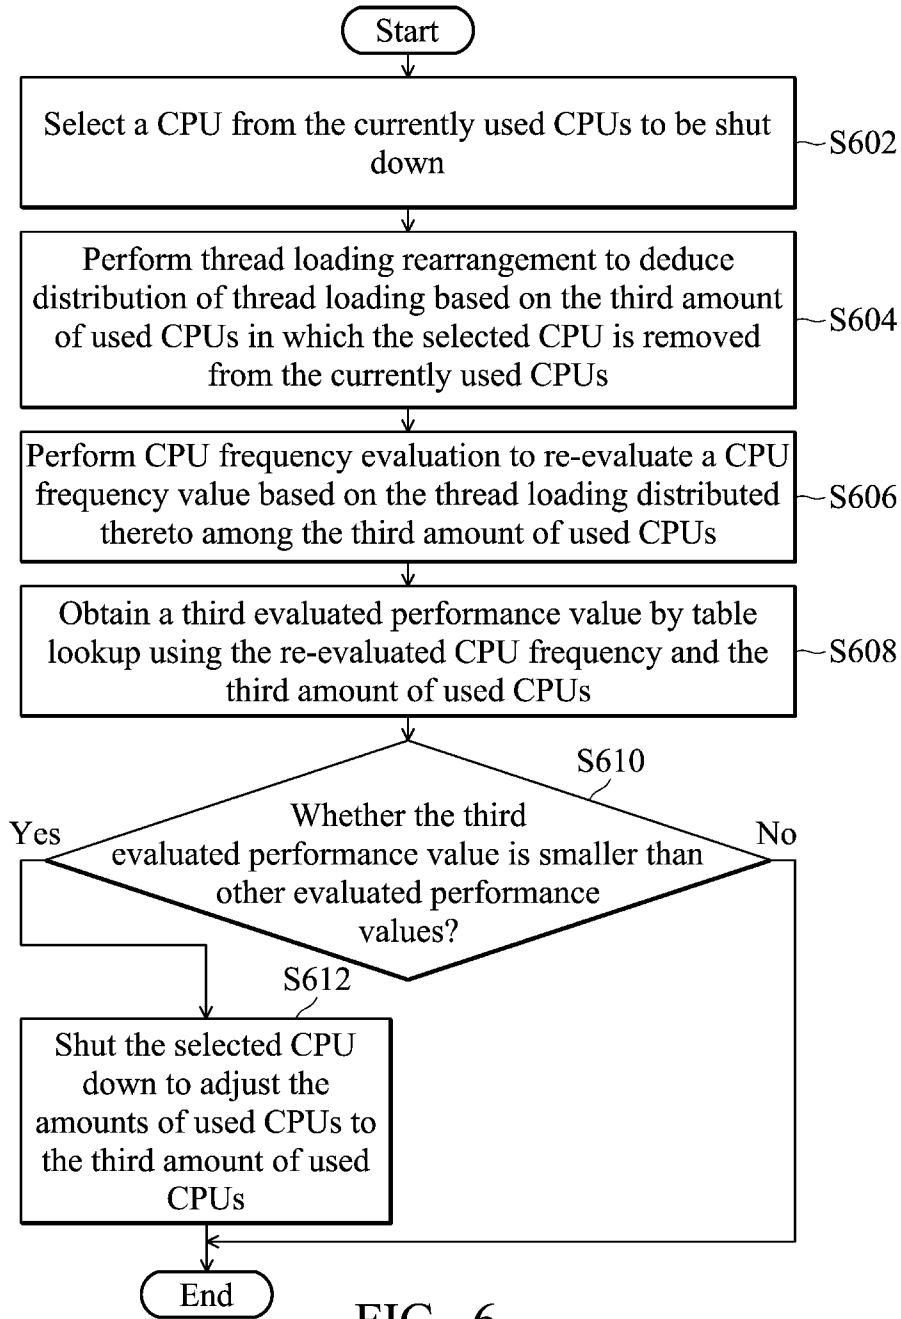 Start
Select a CPU from the currently used CPUs to be shut
down
S602
Perform thread loading rearrangement to deduce
distribution of thread loading based on the third amount
of used CPUs in which the selected CPU is removed
from the currently used CPUs
S604
Perform CPU frequency evaluation to re-evaluate a CPU
frequency value based on the thread loading distributed
thereto among the third amount of used CPUs
S606
Obtain a third evaluated performance value by table
lookup using the re-evaluated CPU frequency and the
third amount of used CPUs
S608
S610
Whether the third
evaluated performance value is smaller than
other evaluated performance
values?
Yes
No
S612
Shut the selected CPU
down to adjust the
amounts of used CPUs to
the third amount of used
CPUs
End
FIG. 6